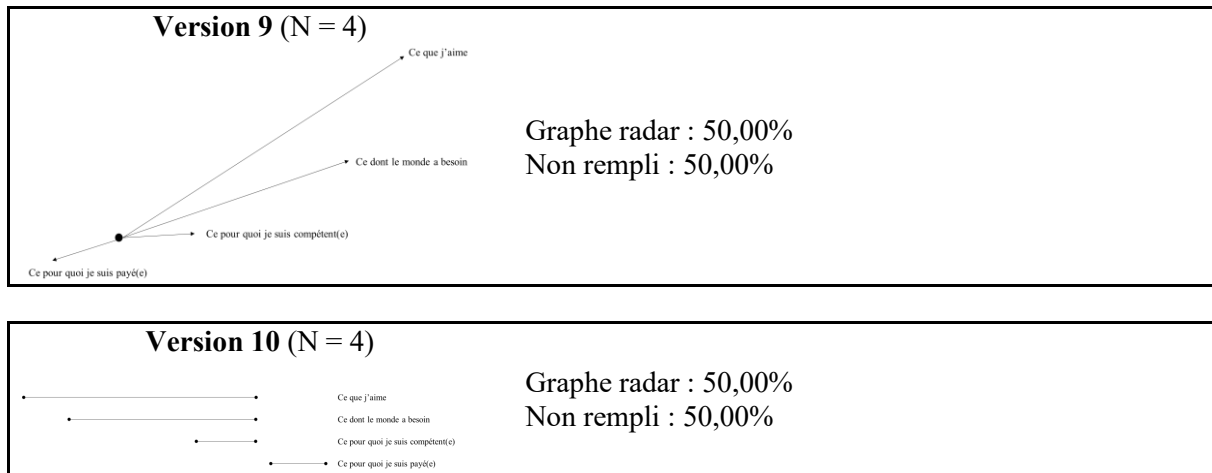 Version 9 (N = 4)
Ce que j’aime
Graphe radar : 50,00%
Non rempli : 50,00%
Ce dont le monde a besoin
Ce pour quoi je suis compétent(e)
Ce pour quoi je suis payé(e)
Version 10 (N = 4)
Graphe radar : 50,00%
Non rempli : 50,00%
Ce que j’aime
Ce dont le monde a besoin
Ce pour quoi je suis compétent(e)
Ce pour quoi je suis payé(e)